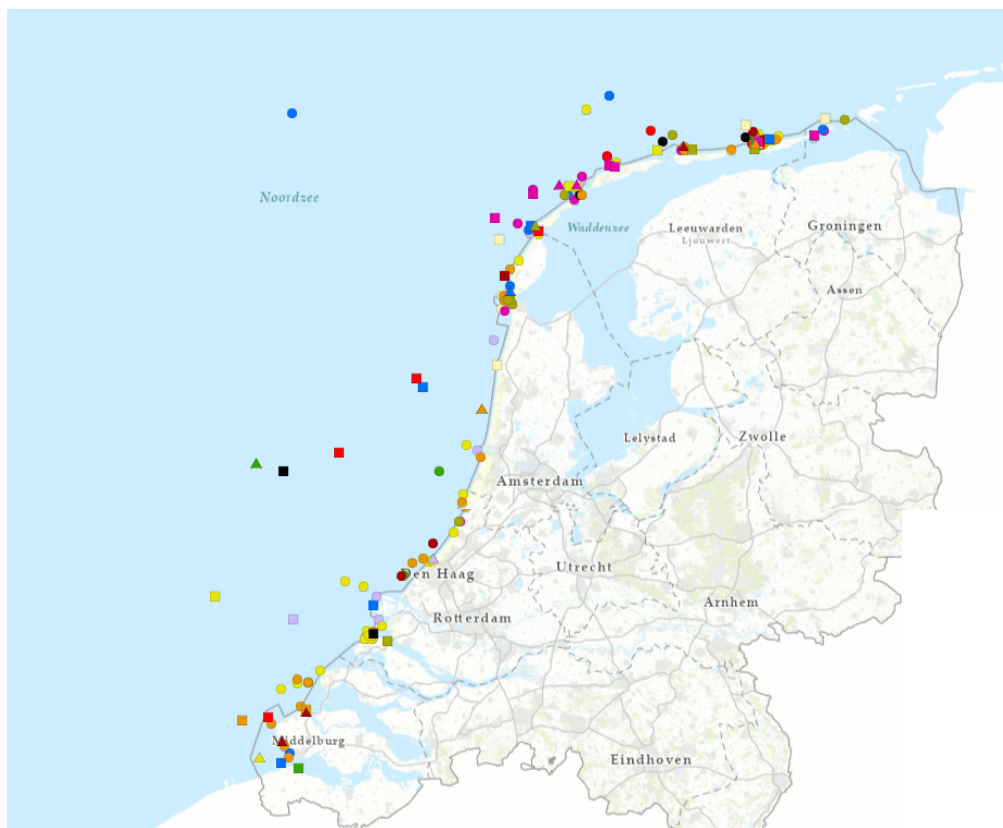 Noordzee
Waddenzee
Leeuwarden
Ljouwert
Groningen
Assen
Lelystad
Zwolle
Amsterdam
Den Haag
Utrecht
Arnhem
Rotterdam
Middelburg
Eindhoven